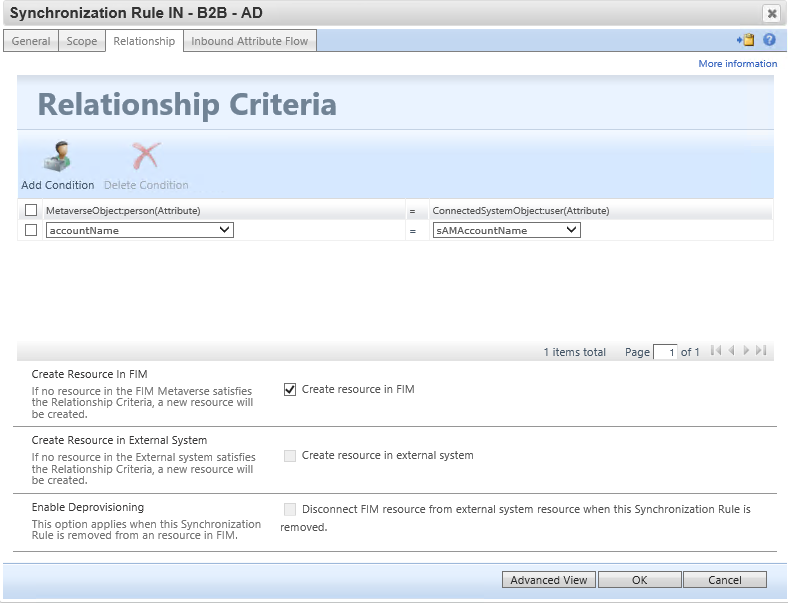 Synchronization Rule IN - B2B - AD
General Scope Relationship Inbound Attribute Flow
More information
Relationship Criteria
Add Condition Delete Condition
MetaverseObject:person(Attribute) = ConnectedSystemObject:user(Attribute)
accountName = sAMAccountName
1 items total Page 1 of 1
Create Resource In FIM
If no resource in the FIM Metaverse satisfies
the Relationship Criteria, a new resource will
be created.
Create resource in FIM
Create Resource in External System
If no resource in the External system satisfies
the Relationship Criteria, a new resource will
be created.
Create resource in external system
Enable Deprovisioning
This option applies when this Synchronization
Rule is removed from an resource in FIM.
Disconnect FIM resource from external system resource when this Synchronization Rule is
removed.
Advanced View OK Cancel